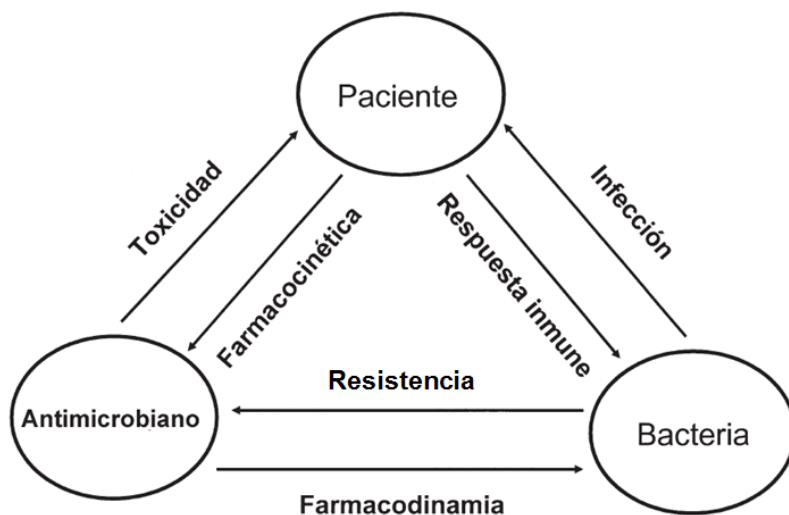 Paciente
Toxicidad
Farmacocinética
Respuesta inmune
Infección
Resistencia
Antimicrobiano
Bacteria
Farmacodinamia